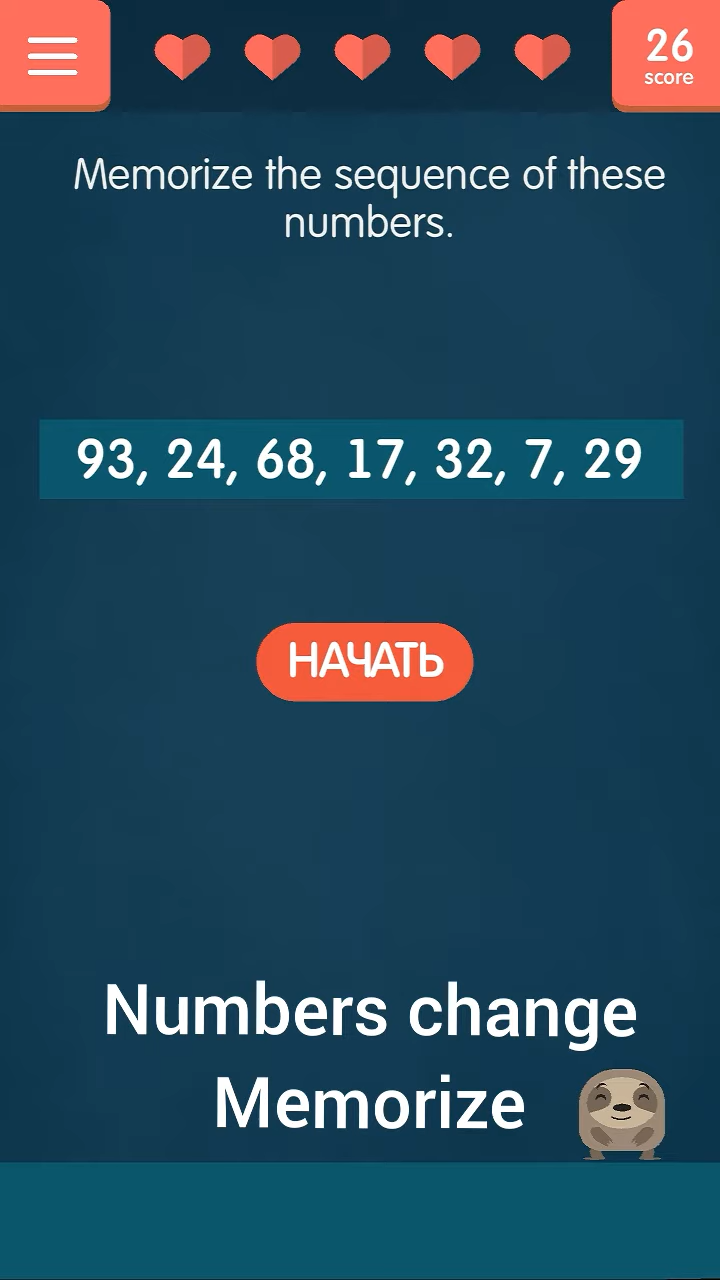 26
score
Memorize the sequence of these
numbers.
93, 24, 68, 17, 32, 7, 29
НАЧАТЬ
Numbers change
Memorize